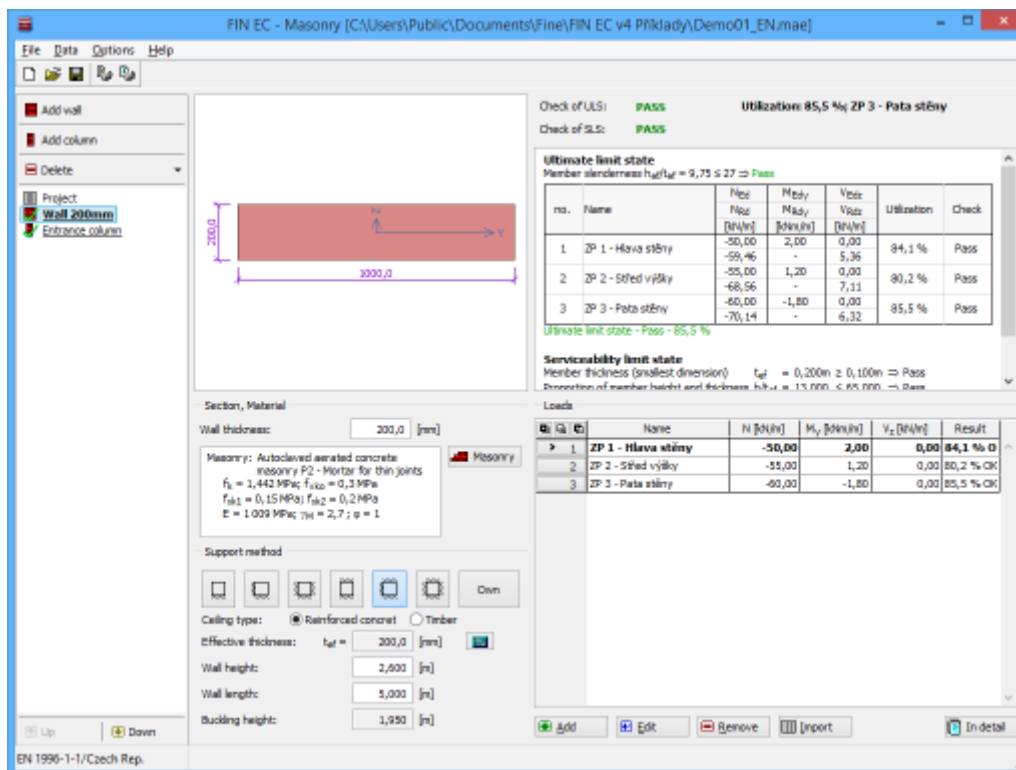 FIN EC - Masonry [C:\Users\Public\Documents\Fine\FIN EC v4 Příklady\Demo01_EN.mae]
File Data Options Help
Add wall
Add column
Delete
Project
Wall 200mm
Entrance column
Up Down
200,0
Z
Y
1000,0
Check of ULS: PASS Utilization: 85,5 %; ZP 3 - Pata stěny
Check of SLS: PASS
Ultimate limit state
Member slenderness hef/tef = 9,75 ≤ 27 ⇒ Pass
no. Name NEd MEdy VEdz Utilization Check
NRd MRdy VRdz
[kN/m] [kNm/m] [kN/m]
1 ZP 1 - Hlava stěny -50,00 2,00 0,00 84,1 % Pass
-59,46 - 5,36
2 ZP 2 - Střed výšky -55,00 1,20 0,00 80,2 % Pass
-68,56 - 7,11
3 ZP 3 - Pata stěny -60,00 -1,80 0,00 85,5 % Pass
-70,14 - 6,32
Ultimate limit state - Pass - 85,5 %
Serviceability limit state
Member thickness (smallest dimension) tef = 0,200m ≥ 0,100m ⇒ Pass
Proportion of member height and thickness h/tef = 13,000 ≤ 65,000 ⇒ Pass
Section, Material
Wall thickness: 200,0 [mm]
Masonry: Autoclaved aerated concrete
masonry P2 - Mortar for thin joints
fk = 1,442 MPa; fvko = 0,3 MPa
fxk1 = 0,15 MPa; fxk2 = 0,2 MPa
E = 1009 MPa; γM = 2,7 ; φ = 1
Masonry
Support method
Own
Ceiling type: Reinforced concret Timber
Effective thickness: tef = 200,0 [mm]
Wall height: 2,600 [m]
Wall length: 5,000 [m]
Buckling height: 1,950 [m]
Loads
Name N [kN/m] My [kNm/m] Vz [kN/m] Result
1 ZP 1 - Hlava stěny -50,00 2,00 0,00 84,1 % O
2 ZP 2 - Střed výšky -55,00 1,20 0,00 80,2 % OK
3 ZP 3 - Pata stěny -60,00 -1,80 0,00 85,5 % OK
Add Edit Remove Import In detail
EN 1996-1-1/Czech Rep.